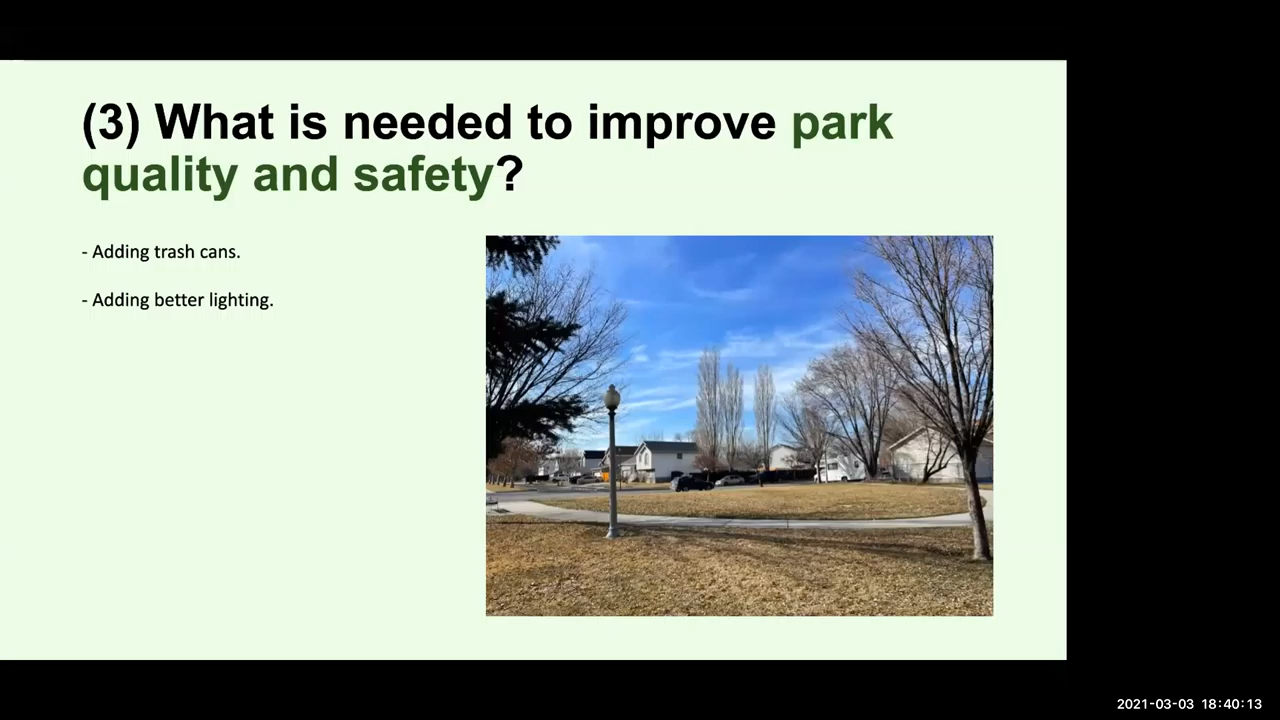 (3) What is needed to improve park
quality and safety?
- Adding trash cans.
- Adding better lighting.
2021-03-03 18:40:13